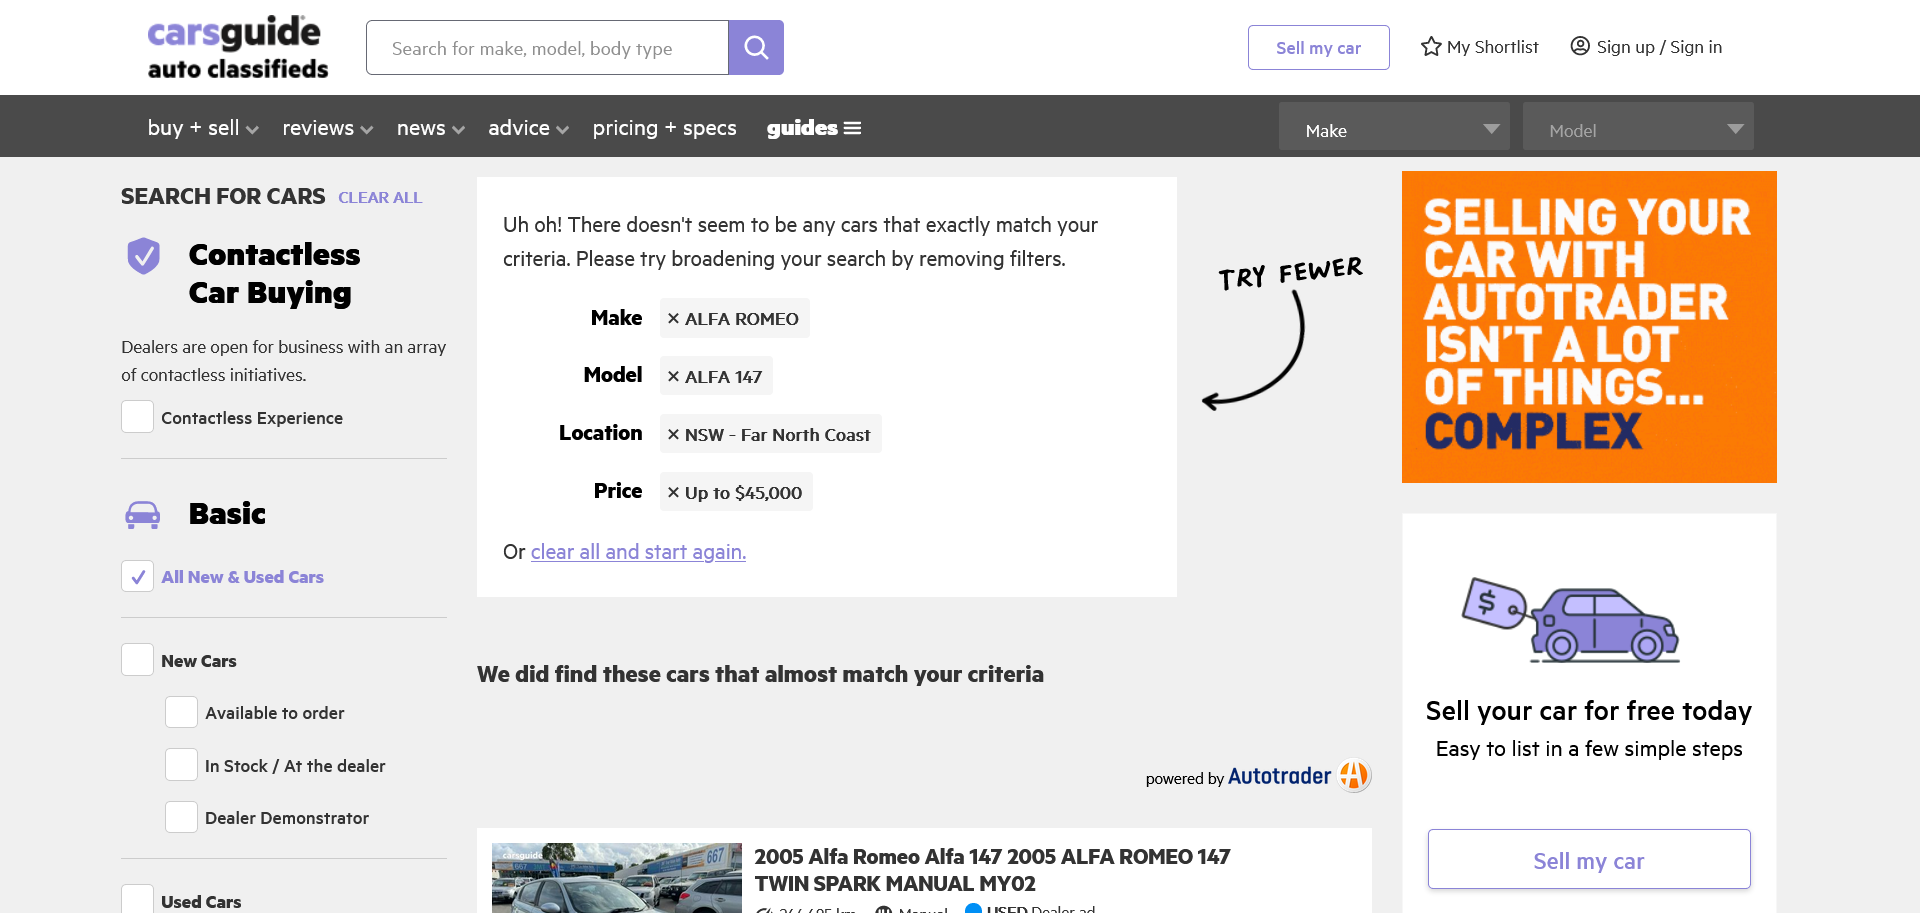 carsguide
auto classifieds
Search for make, model, body type
Sell my car
My Shortlist
Sign up / Sign in
buy + sell
reviews
news
advice
pricing + specs
guides
Make
Model
SEARCH FOR CARS CLEAR ALL
Contactless
Car Buying
Dealers are open for business with an array
of contactless initiatives.
Contactless Experience
Basic
All New & Used Cars
New Cars
Available to order
In Stock / At the dealer
Dealer Demonstrator
Used Cars
Uh oh! There doesn't seem to be any cars that exactly match your
criteria. Please try broadening your search by removing filters.
Make × ALFA ROMEO
Model × ALFA 147
Location × NSW - Far North Coast
Price × Up to $45,000
Or clear all and start again.
TRY FEWER
We did find these cars that almost match your criteria
powered by Autotrader
carsguide
667
667
2005 Alfa Romeo Alfa 147 2005 ALFA ROMEO 147
TWIN SPARK MANUAL MY02
Manual
USED Dealer ad
SELLING YOUR
CAR WITH
AUTOTRADER
ISN'T A LOT
OF THINGS...
COMPLEX
$
Sell your car for free today
Easy to list in a few simple steps
Sell my car